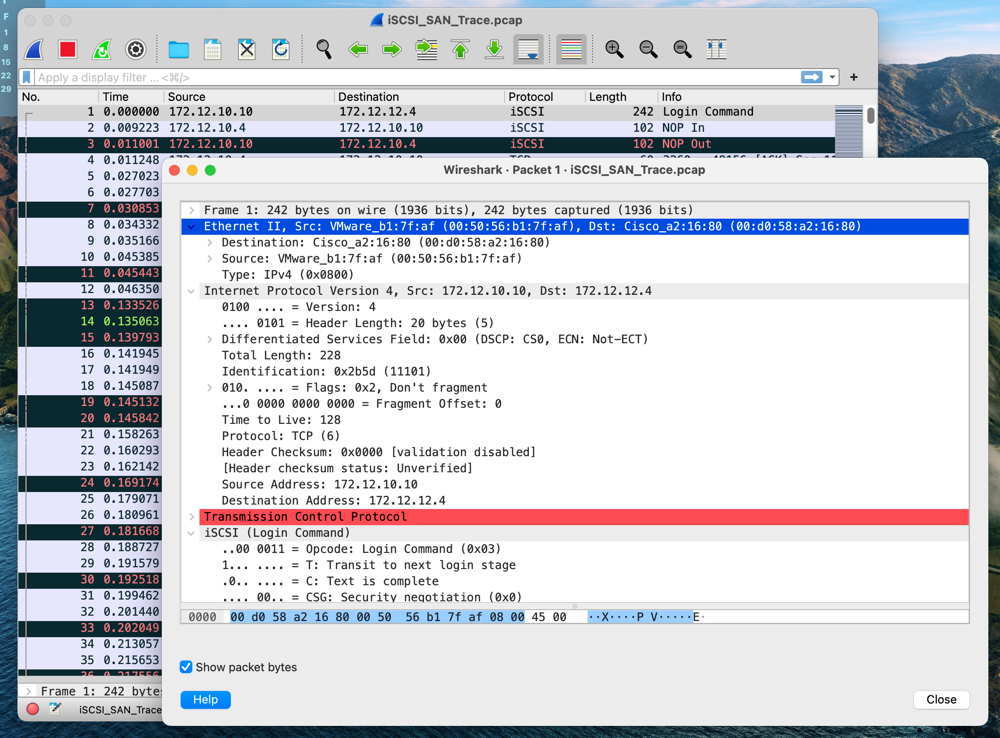 F
1
8
15
22
29
iSCSI_SAN_Trace.pcap
Apply a display filter ... <⌘/>
+
No. Time Source Destination Protocol Length Info
1 0.000000 172.12.10.10 172.12.12.4 iSCSI 242 Login Command
2 0.009223 172.12.10.4 172.12.10.10 iSCSI 102 NOP In
3 0.011001 172.12.10.10 172.12.10.4 iSCSI 102 NOP Out
4 0.011248
5 0.027023
6 0.027703
7 0.030853
8 0.034332
9 0.035166
10 0.045385
11 0.045443
12 0.046350
13 0.133526
14 0.135063
15 0.139793
16 0.141945
17 0.141949
18 0.145087
19 0.145132
20 0.145842
21 0.158263
22 0.160293
23 0.162142
24 0.169174
25 0.179071
26 0.180961
27 0.181668
28 0.188727
29 0.191579
30 0.192518
31 0.199462
32 0.201440
33 0.202049
34 0.213057
35 0.215653
36 0.217556
Frame 1: 242 bytes
iSCSI_SAN_Trace
Wireshark · Packet 1 · iSCSI_SAN_Trace.pcap
Frame 1: 242 bytes on wire (1936 bits), 242 bytes captured (1936 bits)
Ethernet II, Src: VMware_b1:7f:af (00:50:56:b1:7f:af), Dst: Cisco_a2:16:80 (00:d0:58:a2:16:80)
Destination: Cisco_a2:16:80 (00:d0:58:a2:16:80)
Source: VMware_b1:7f:af (00:50:56:b1:7f:af)
Type: IPv4 (0x0800)
Internet Protocol Version 4, Src: 172.12.10.10, Dst: 172.12.12.4
0100 .... = Version: 4
.... 0101 = Header Length: 20 bytes (5)
Differentiated Services Field: 0x00 (DSCP: CS0, ECN: Not-ECT)
Total Length: 228
Identification: 0x2b5d (11101)
010. .... = Flags: 0x2, Don't fragment
...0 0000 0000 0000 = Fragment Offset: 0
Time to Live: 128
Protocol: TCP (6)
Header Checksum: 0x0000 [validation disabled]
[Header checksum status: Unverified]
Source Address: 172.12.10.10
Destination Address: 172.12.12.4
Transmission Control Protocol
iSCSI (Login Command)
..00 0011 = Opcode: Login Command (0x03)
1... .... = T: Transit to next login stage
.0.. .... = C: Text is complete
.... 00.. = CSG: Security negotiation (0x0)
0000 00 d0 58 a2 16 80 00 50 56 b1 7f af 08 00 45 00 ··X····P V·····E·
Show packet bytes
Help
Close